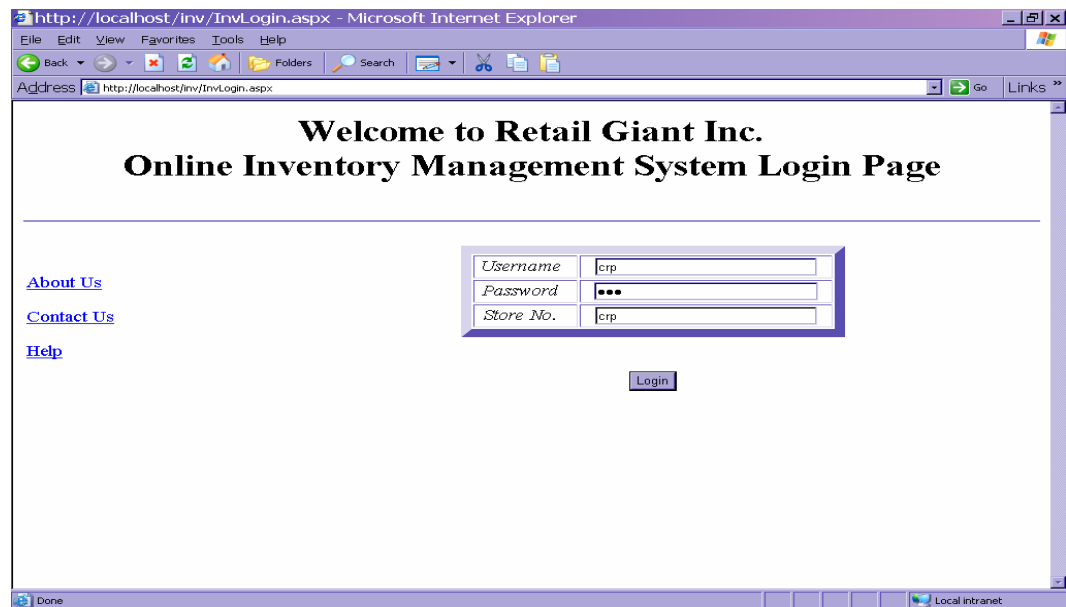 http://localhost/inv/InvLogin.aspx - Microsoft Internet Explorer
File Edit View Favorites Tools Help
Back Folders Search
Address http://localhost/inv/InvLogin.aspx Go Links »
Welcome to Retail Giant Inc.
Online Inventory Management System Login Page
About Us
Contact Us
Help
Username crp
Password •••
Store No. crp
Login
Done Local intranet